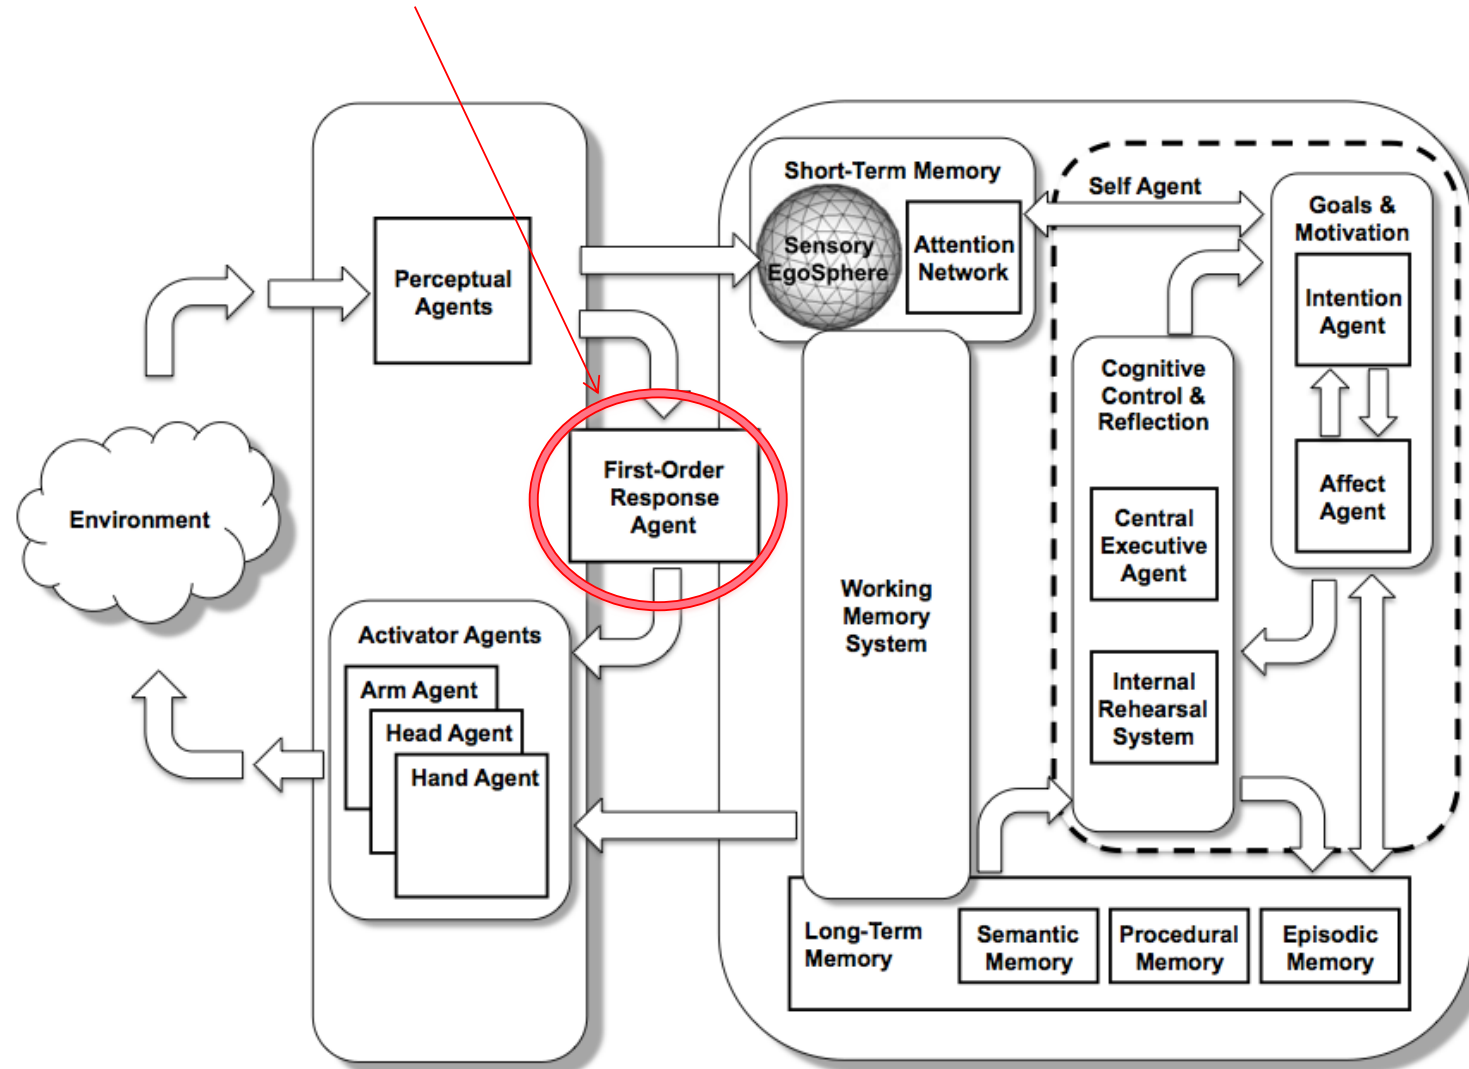 Short-Term Memory
Sensory
EgoSphere
Attention
Network
Self Agent
Goals &
Motivation
Intention
Agent
Affect
Agent
Perceptual
Agents
Cognitive
Control &
Reflection
Central
Executive
Agent
Internal
Rehearsal
System
First-Order
Response
Agent
Environment
Working
Memory
System
Activator Agents
Arm Agent
Head Agent
Hand Agent
Long-Term
Memory
Semantic
Memory
Procedural
Memory
Episodic
Memory